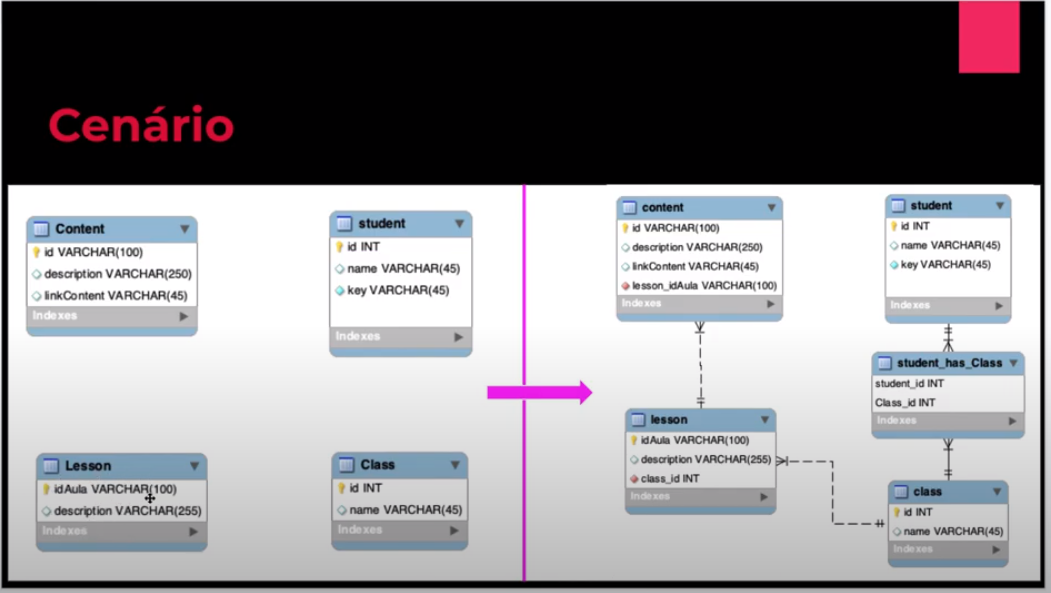 Cenário
Content
id VARCHAR(100)
description VARCHAR(250)
linkContent VARCHAR(45)
Indexes
student
id INT
name VARCHAR(45)
key VARCHAR(45)
Indexes
Lesson
idAula VARCHAR(100)
description VARCHAR(255)
Indexes
Class
id INT
name VARCHAR(45)
Indexes
content
id VARCHAR(100)
description VARCHAR(250)
linkContent VARCHAR(45)
lesson_idAula VARCHAR(100)
Indexes
student
id INT
name VARCHAR(45)
key VARCHAR(45)
Indexes
student_has_Class
student_id INT
Class_id INT
Indexes
lesson
idAula VARCHAR(100)
description VARCHAR(255)
class_id INT
Indexes
class
id INT
name VARCHAR(45)
Indexes